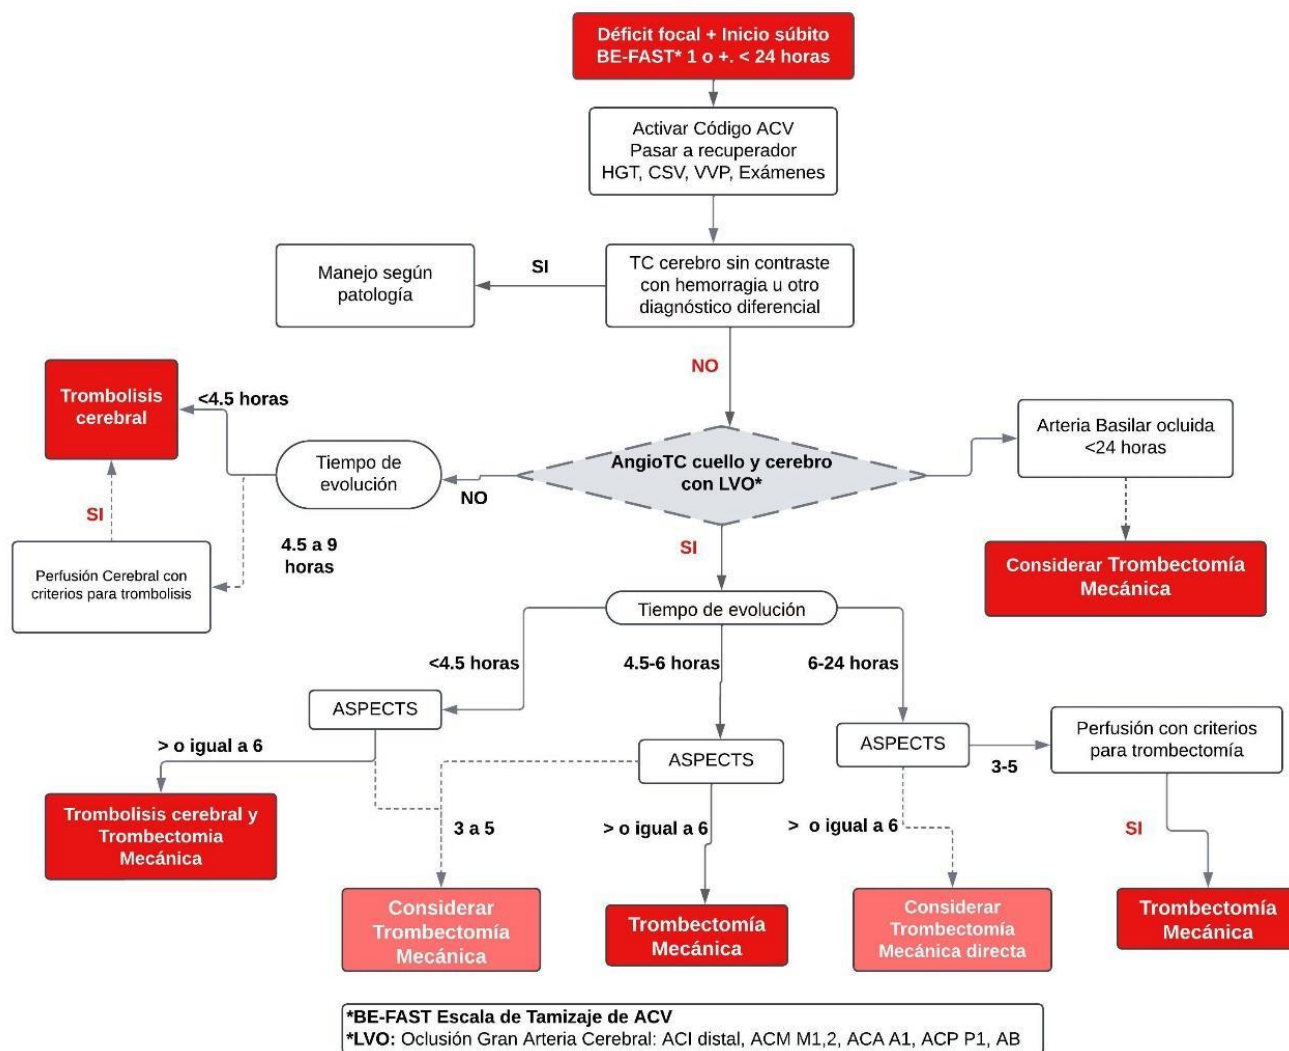 Déficit focal + Inicio súbito
BE-FAST* 1 o +. < 24 horas
Activar Código ACV
Pasar a recuperador
HGT, CSV, VVP, Exámenes
TC cerebro sin contraste
con hemorragia u otro
diagnóstico diferencial
SI
Manejo según
patología
NO
AngioTC cuello y cerebro
con LVO*
Arteria Basilar ocluida
<24 horas
Considerar Trombectomía
Mecánica
NO
Tiempo de
evolución
<4.5 horas
Trombolisis
cerebral
4.5 a 9
horas
SI
Perfusión Cerebral con
criterios para trombolisis
SI
Tiempo de evolución
<4.5 horas
4.5-6 horas
6-24 horas
ASPECTS
> o igual a 6
Trombolisis cerebral y
Trombectomia
Mecánica
3 a 5
Considerar
Trombectomía
Mecánica
ASPECTS
> o igual a 6
Trombectomía
Mecánica
ASPECTS
> o igual a 6
Considerar
Trombectomía
Mecánica directa
3-5
Perfusión con criterios
para trombectomía
SI
Trombectomía
Mecánica
*BE-FAST Escala de Tamizaje de ACV
*LVO: Oclusión Gran Arteria Cerebral: ACI distal, ACM M1,2, ACA A1, ACP P1, AB